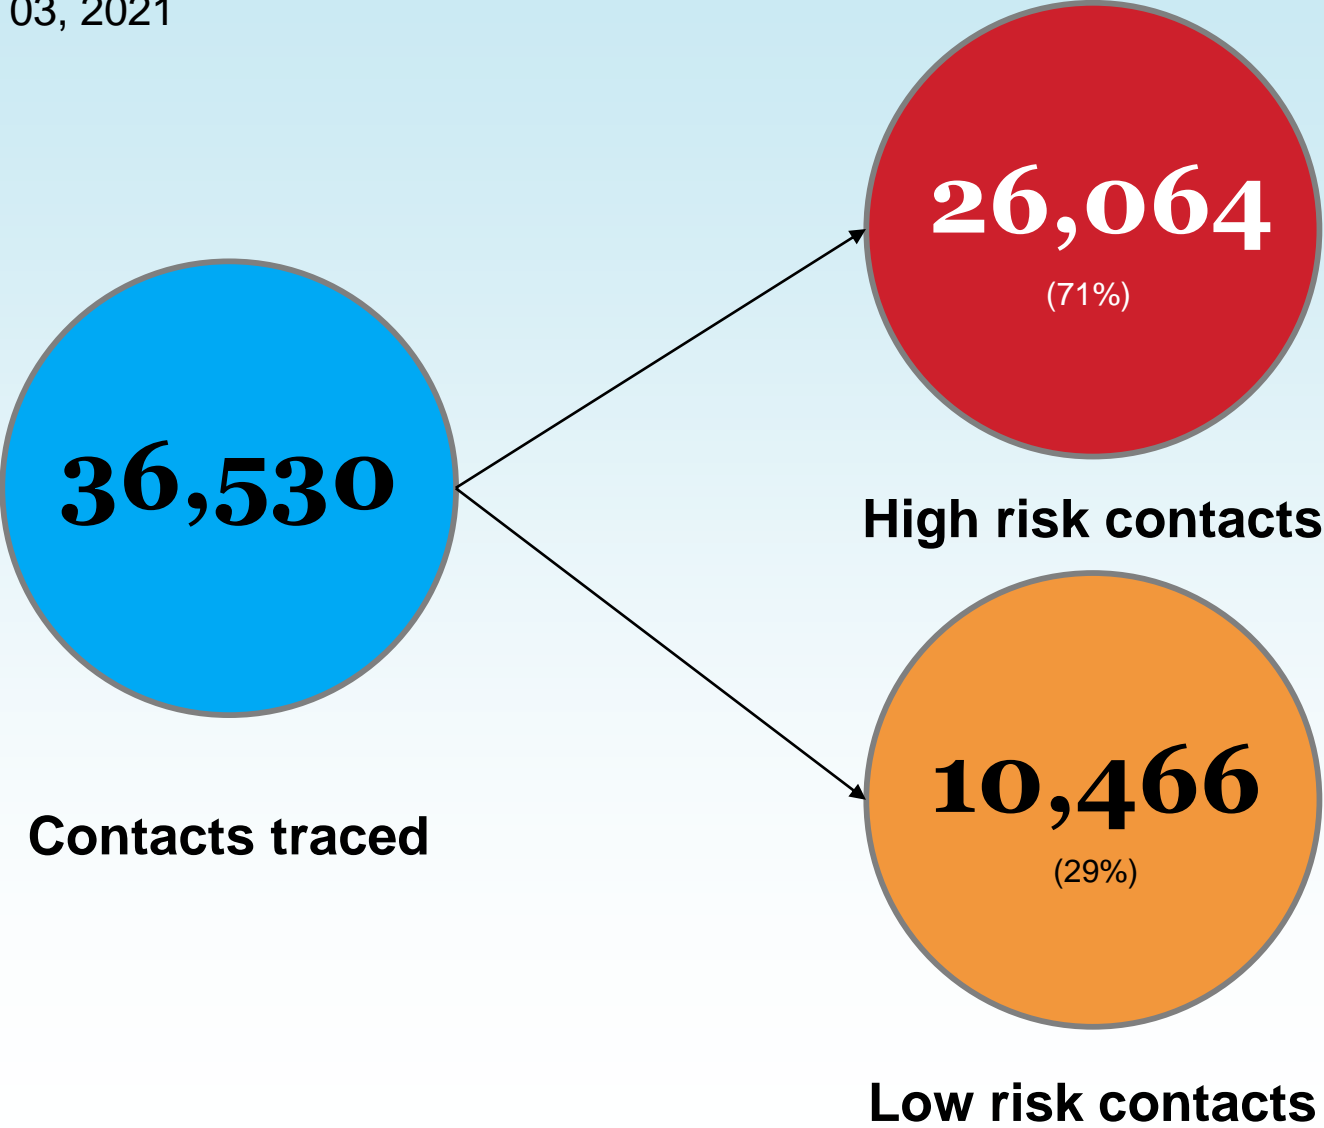 03, 2021
36,530
Contacts traced
26,064
(71%)
High risk contacts
10,466
(29%)
Low risk contacts